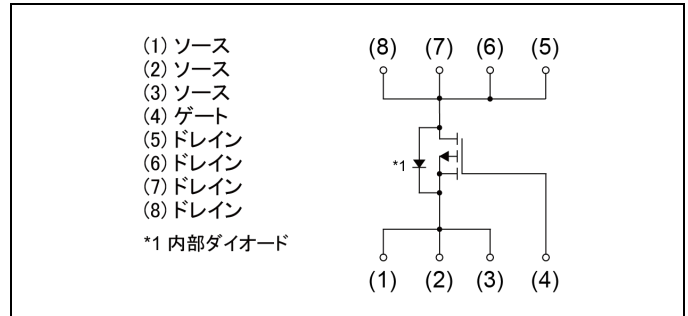 (1) ソース
(2) ソース
(3) ソース
(4) ゲート
(5) ドレイン
(6) ドレイン
(7) ドレイン
(8) ドレイン
*1 内部ダイオード
(8) (7) (6) (5)
*1
(1) (2) (3) (4)